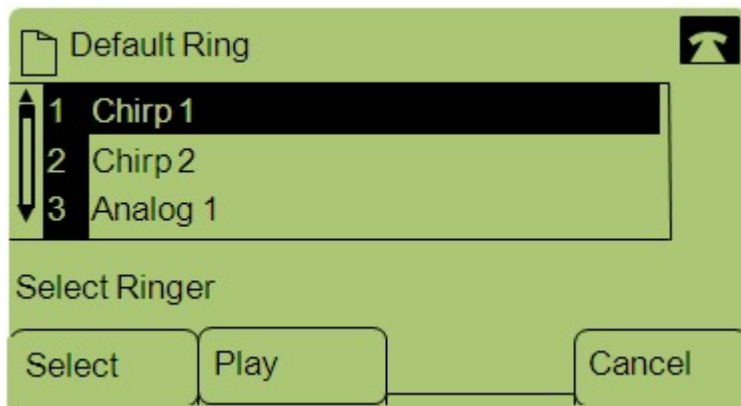 Default Ring
1 Chirp 1
2 Chirp 2
3 Analog 1
Select Ringer
Select Play Cancel